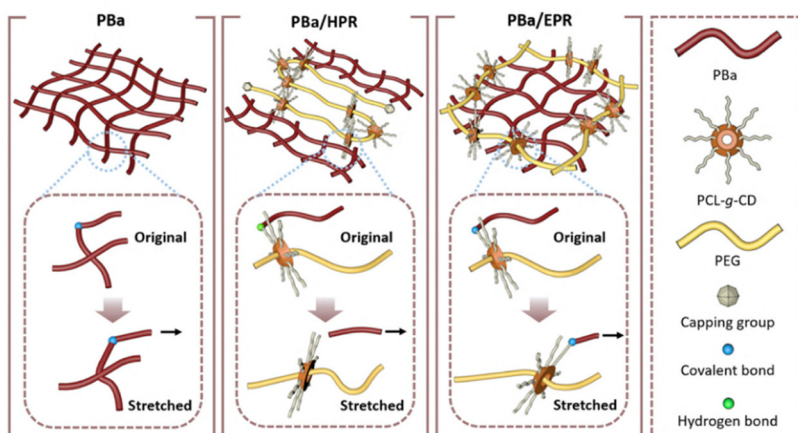 PBa
Original
Stretched
PBa/HPR
Original
Stretched
PBa/EPR
Original
Stretched
PBa
PCL-g-CD
PEG
Capping group
Covalent bond
Hydrogen bond